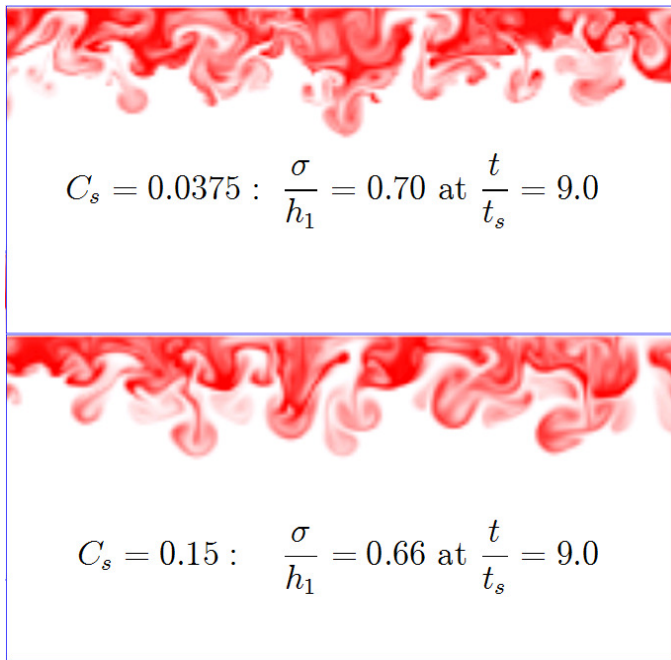 C_s = 0.0375 : σ/h_1 = 0.70 at t/t_s = 9.0
C_s = 0.15 : σ/h_1 = 0.66 at t/t_s = 9.0